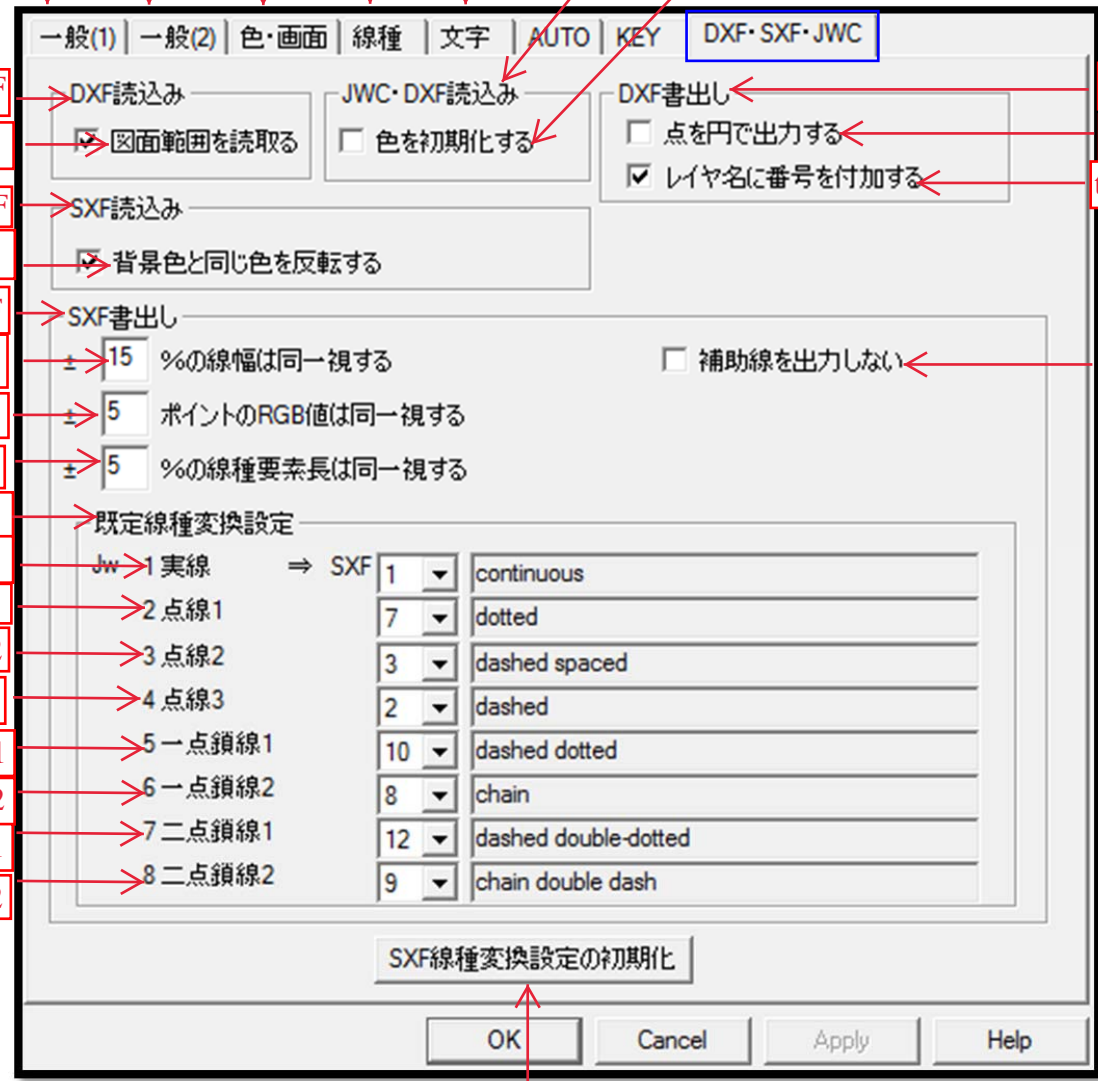 一般(1) 一般(2) 色・画面 線種 文字 AUTO KEY DXF・SXF・JWC
DXF読込み
図面範囲を読取る
JWC・DXF読込み
色を初期化する
DXF書出し
点を円で出力する
レイヤ名に番号を付加する
SXF読込み
背景色と同じ色を反転する
SXF書出し
± 15 %の線幅は同一視する
補助線を出力しない
± 5 ポイントのRGB値は同一視する
± 5 %の線種要素長は同一視する
既定線種変換設定
Jw 1 実線 ⇒ SXF 1 continuous
2 点線1 7 dotted
3 点線2 3 dashed spaced
4 点線3 2 dashed
5 一点鎖線1 10 dashed dotted
6 一点鎖線2 8 chain
7 二点鎖線1 12 dashed double-dotted
8 二点鎖線2 9 chain double dash
SXF線種変換設定の初期化
OK Cancel Apply Help